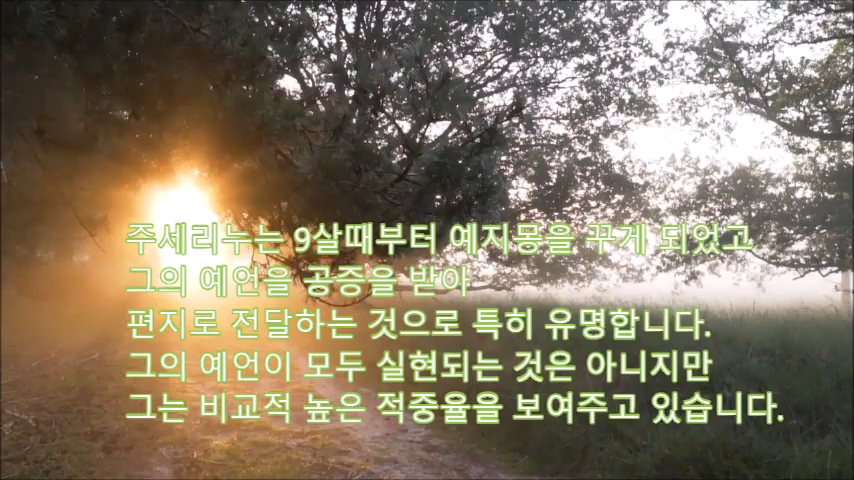 주세리누는 9살때부터 예지몽을 꾸게 되었고
그의 예언을 공증을 받아
편지로 전달하는 것으로 특히 유명합니다.
그의 예언이 모두 실현되는 것은 아니지만
그는 비교적 높은 적중율을 보여주고 있습니다.